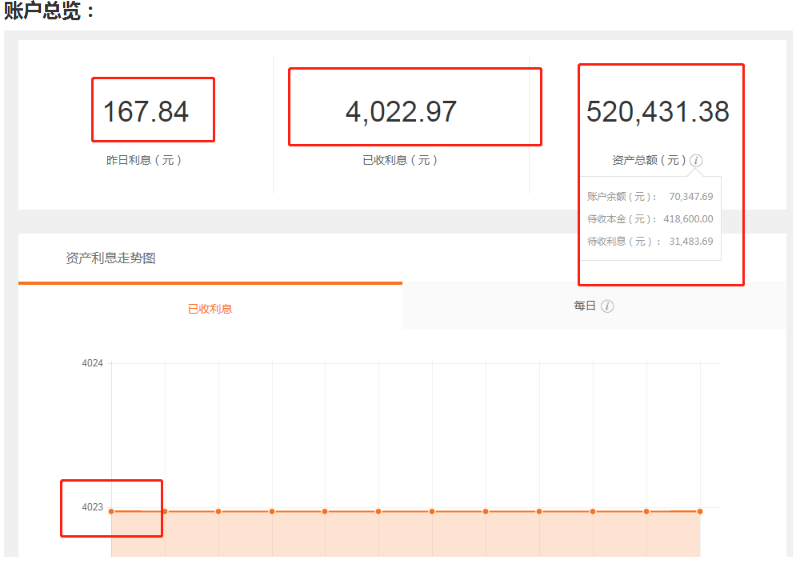 账户总览：
167.84
4,022.97
520,431.38
昨日利息（元）
已收利息（元）
资产总额（元）i
账户余额（元）： 70,347.69
待收本金（元）： 418,600.00
待收利息（元）： 31,483.69
资产利息走势图
已收利息
每日 i
4024
4023